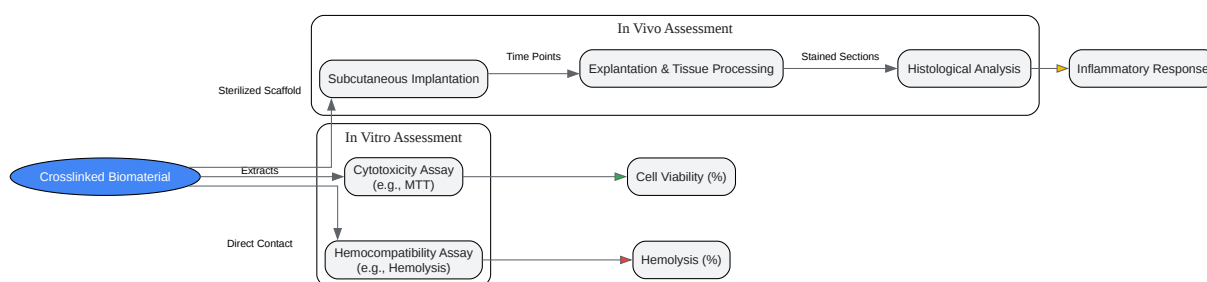 In Vivo Assessment
Time Points
Stained Sections
Subcutaneous Implantation
Explantation & Tissue Processing
Histological Analysis
Inflammatory Response
Sterilized Scaffold
In Vitro Assessment
Crosslinked Biomaterial
Extracts
Cytotoxicity Assay
(e.g., MTT)
Cell Viability (%)
Direct Contact
Hemocompatibility Assay
(e.g., Hemolysis)
Hemolysis (%)